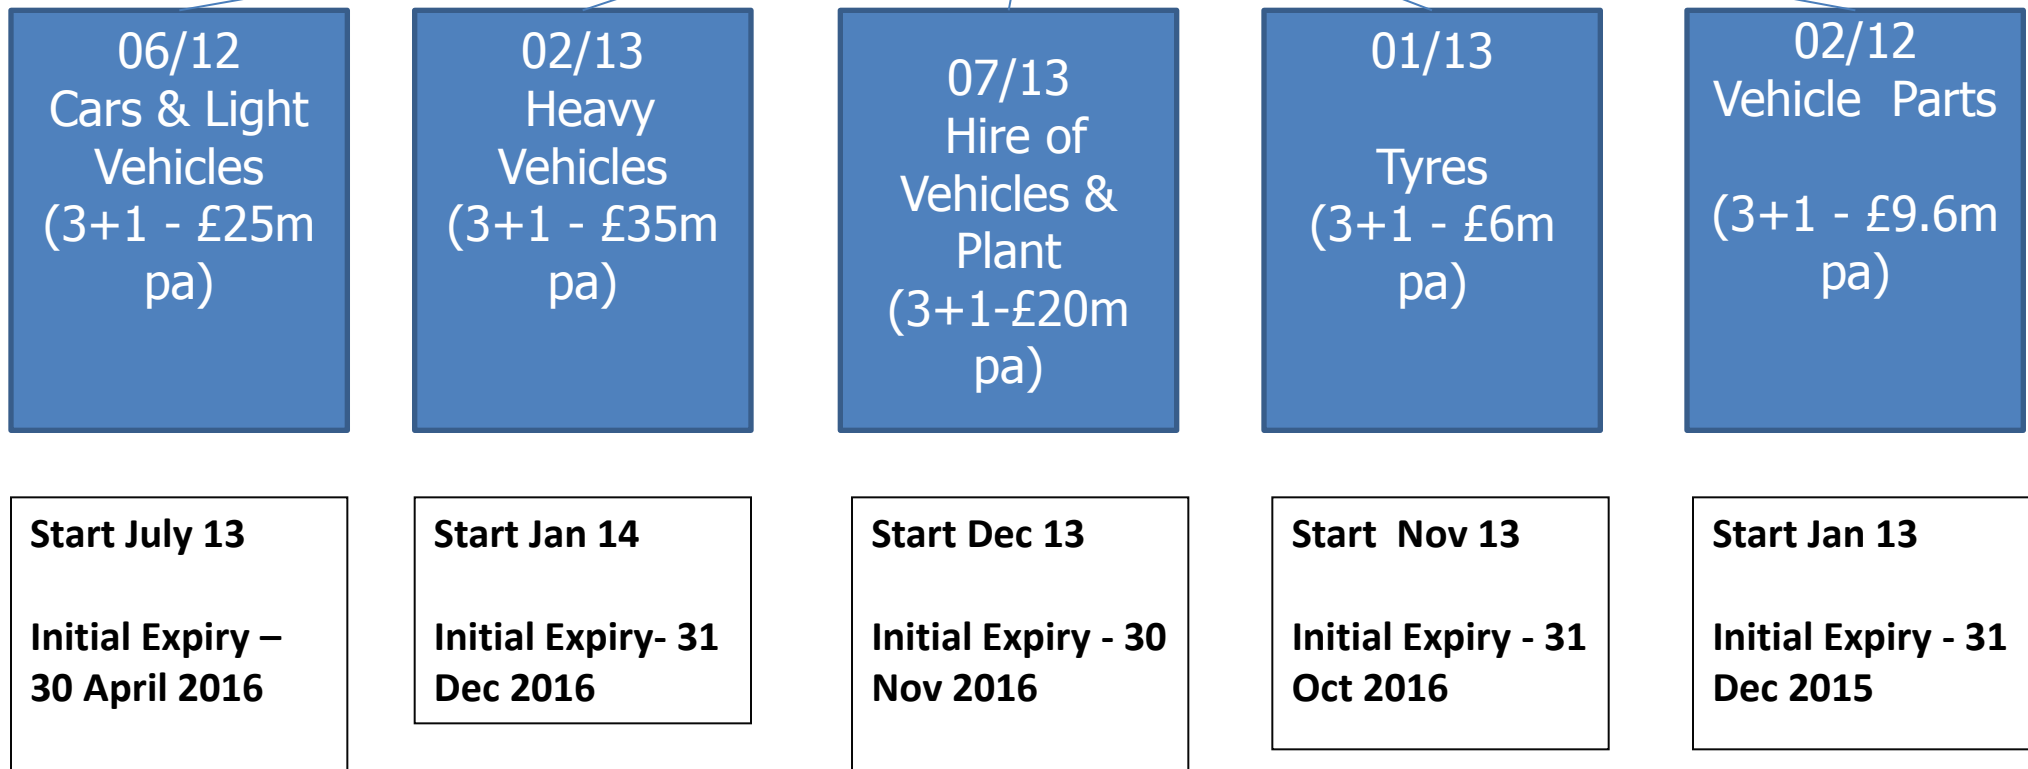 06/12
Cars & Light
Vehicles
(3+1 - £25m
pa)
02/13
Heavy
Vehicles
(3+1 - £35m
pa)
07/13
Hire of
Vehicles &
Plant
(3+1-£20m
pa)
01/13
Tyres
(3+1 - £6m
pa)
02/12
Vehicle Parts
(3+1 - £9.6m
pa)
Start July 13
Initial Expiry –
30 April 2016
Start Jan 14
Initial Expiry- 31
Dec 2016
Start Dec 13
Initial Expiry - 30
Nov 2016
Start Nov 13
Initial Expiry - 31
Oct 2016
Start Jan 13
Initial Expiry - 31
Dec 2015